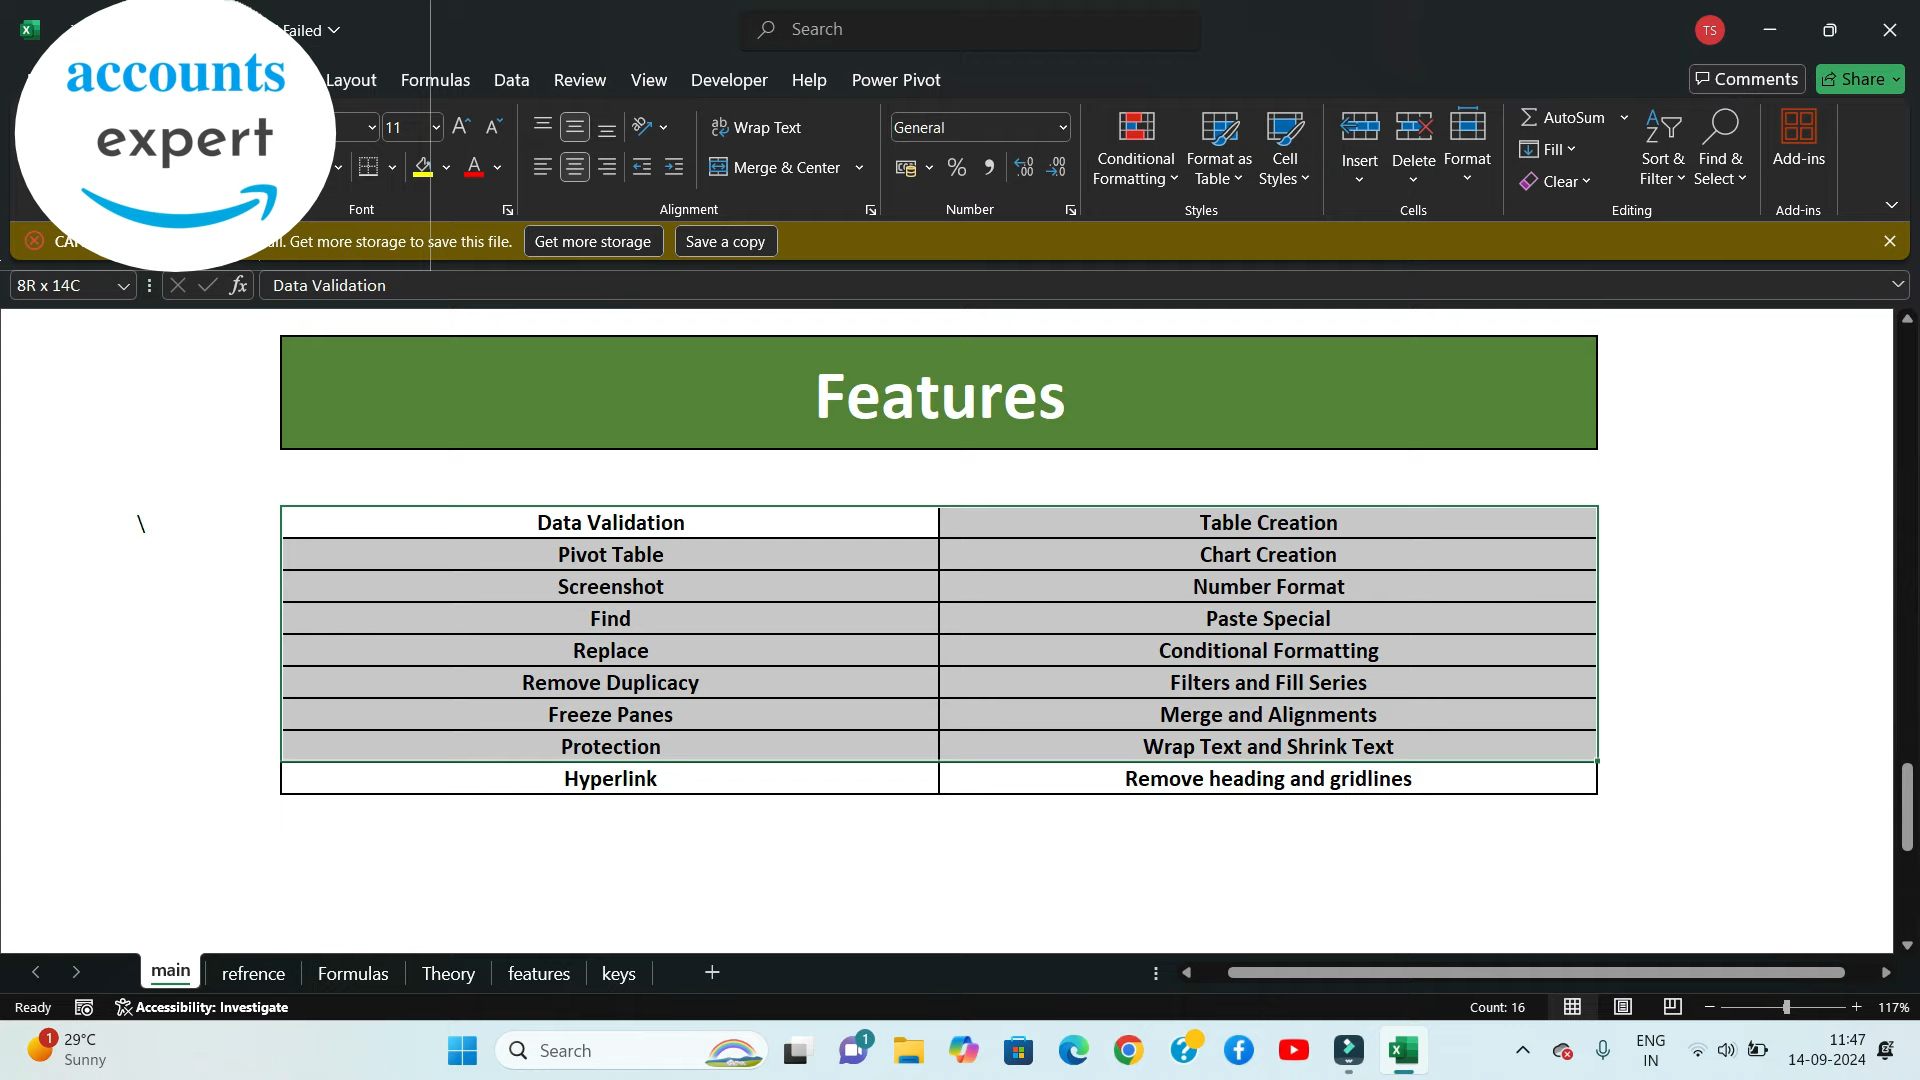 Failed
Search
TS
accounts
expert
Layout Formulas Data Review View Developer Help Power Pivot
Comments Share
11
Wrap Text
Merge & Center
General
Conditional Formatting
Format as Table
Cell Styles
Insert
Delete
Format
AutoSum
Fill
Clear
Sort & Filter
Find & Select
Add-ins
Font Alignment Number Styles Cells Editing Add-ins
Get more storage to save this file. Get more storage Save a copy
8R x 14C fx Data Validation
Features
\
Data Validation Table Creation
Pivot Table Chart Creation
Screenshot Number Format
Find Paste Special
Replace Conditional Formatting
Remove Duplicacy Filters and Fill Series
Freeze Panes Merge and Alignments
Protection Wrap Text and Shrink Text
Hyperlink Remove heading and gridlines
main refrence Formulas Theory features keys
Ready Accessibility: Investigate Count: 16 117%
1
29°C
Sunny
Search
1
ENG
IN
11:47
14-09-2024